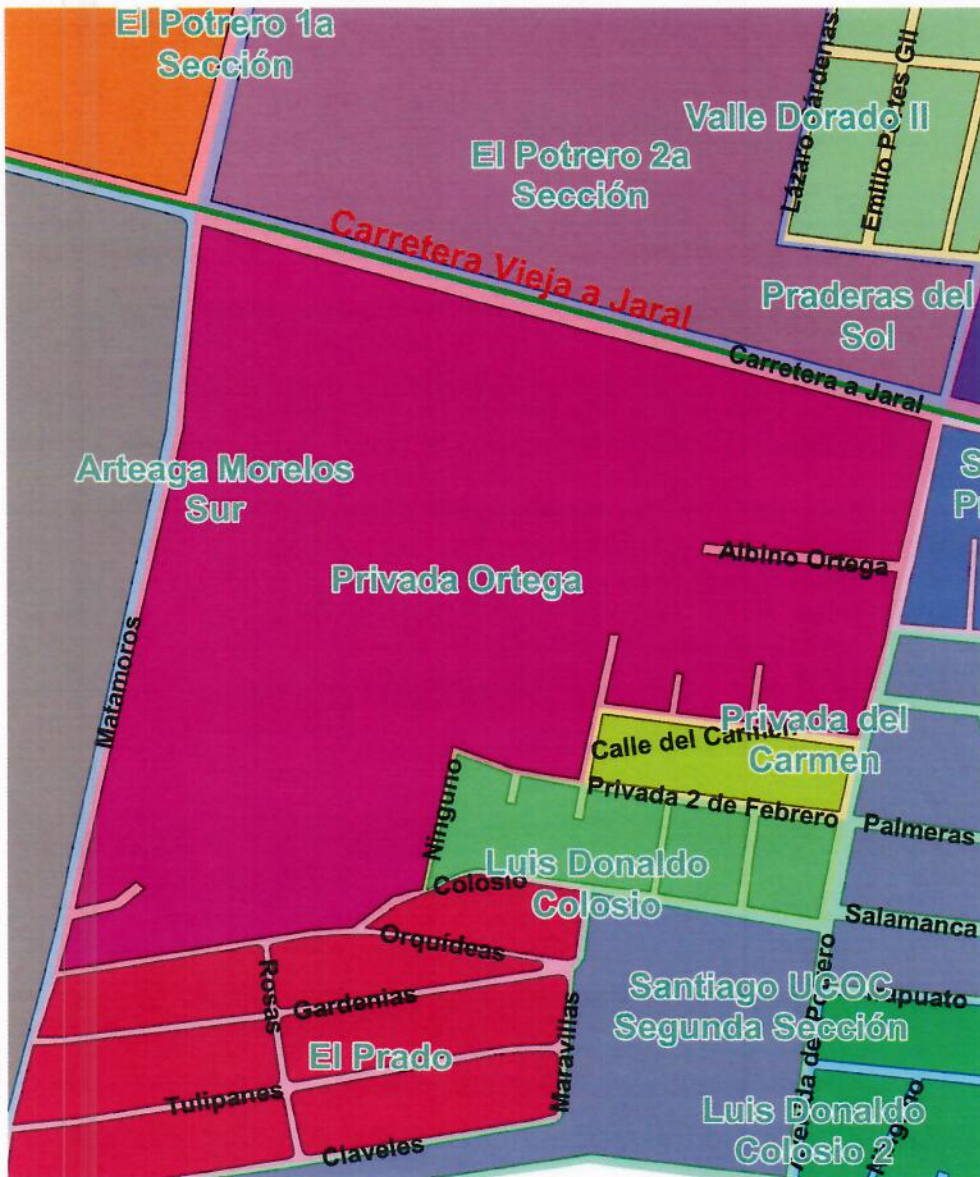 El Potrero 1a
Sección
Lázaro Cárdenas
Emilio Portes Gil
Valle Dorado II
El Potrero 2a
Sección
Carretera Vieja a Jaral
Praderas del
Sol
Carretera a Jaral
Arteaga Morelos
Sur
Albino Ortega
Privada Ortega
Matamoros
Privada del
Carmen
Calle del Carmen
Ninguno
Privada 2 de Febrero
Palmeras
Luis Donaldo
Colosio
Colosio
Salamanca
Orquídeas
Rosas
Gardenias
Santiago UCOC
Segunda Sección
El Prado
Maravillas
Tulipanes
Claveles
Luis Donaldo
Colosio 2
Ninguno